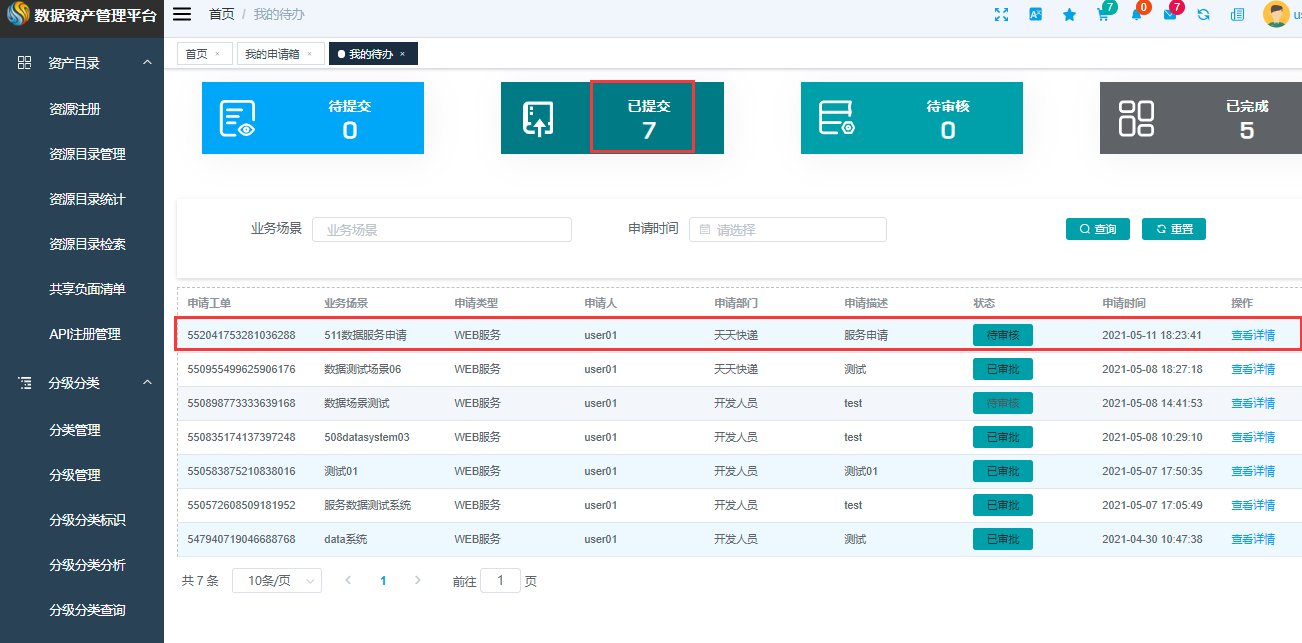 数据资产管理平台
首页 / 我的待办
7
0
7
首页 ×
我的申请箱 ×
我的待办 ×
资产目录
资源注册
资源目录管理
资源目录统计
资源目录检索
共享负面清单
API注册管理
分级分类
分类管理
分级管理
分级分类标识
分级分类分析
分级分类查询
待提交
0
已提交
7
待审核
0
已完成
5
业务场景 业务场景 申请时间 请选择 查询 重置
申请工单 业务场景 申请类型 申请人 申请部门 申请描述 状态 申请时间 操作
552041753281036288 511数据服务申请 WEB服务 user01 天天快递 服务申请 待审核 2021-05-11 18:23:41 查看详情
550955499625906176 数据测试场景06 WEB服务 user01 天天快递 测试 已审批 2021-05-08 18:27:18 查看详情
550898773333639168 数据场景测试 WEB服务 user01 开发人员 test 待审核 2021-05-08 14:41:53 查看详情
550835174137397248 508datasystem03 WEB服务 user01 开发人员 test 已审批 2021-05-08 10:29:10 查看详情
550583875210838016 测试01 WEB服务 user01 开发人员 测试01 已审批 2021-05-07 17:50:35 查看详情
550572608509181952 服务数据测试系统 WEB服务 user01 开发人员 test 已审批 2021-05-07 17:05:49 查看详情
547940719046688768 data系统 WEB服务 user01 开发人员 测试 已审批 2021-04-30 10:47:38 查看详情
共 7 条 10条/页 1 前往 1 页